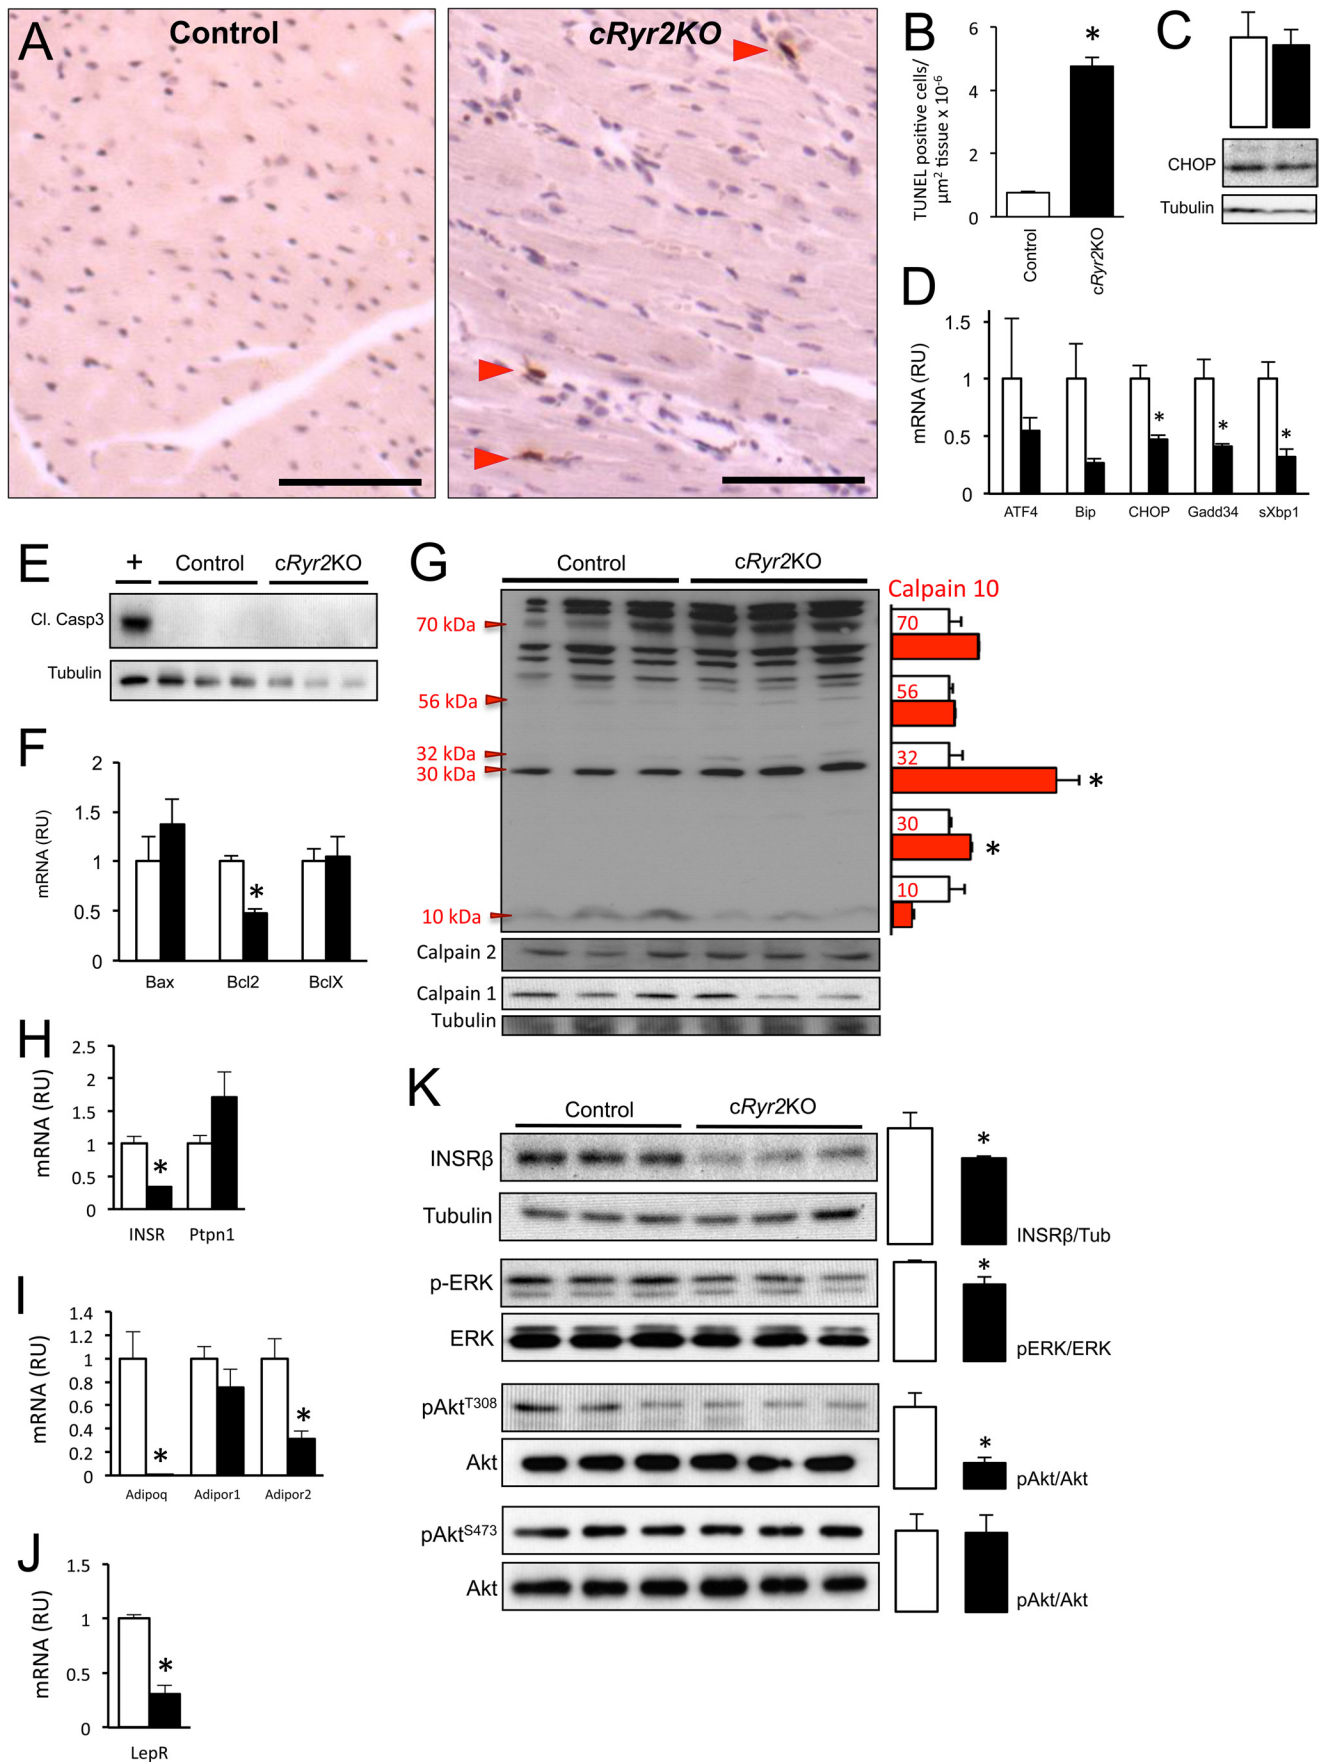 A
Control
cRyr2KO
B
TUNEL positive cells/
µm² tissue x 10⁻⁶
6
4
2
0
*
Control
cRyr2KO
C
CHOP
Tubulin
D
mRNA (RU)
1.5
1
0.5
0
* * *
ATF4 Bip CHOP Gadd34 sXbp1
E
+ Control cRyr2KO
Cl. Casp3
Tubulin
F
mRNA (RU)
2
1.5
1
0.5
0
*
Bax Bcl2 BclX
G
Control cRyr2KO
70 kDa
56 kDa
32 kDa
30 kDa
10 kDa
Calpain 2
Calpain 1
Tubulin
Calpain 10
70
56
32 *
30 *
10
H
mRNA (RU)
2.5
2
1.5
1
0.5
0
*
INSR Ptpn1
I
mRNA (RU)
1.4
1.2
1
0.8
0.6
0.4
0.2
0
* *
Adipoq Adipor1 Adipor2
J
mRNA (RU)
1.5
1
0.5
0
*
LepR
K
Control cRyr2KO
INSRβ *
Tubulin INSRβ/Tub
p-ERK *
ERK pERK/ERK
pAktT308 *
Akt pAkt/Akt
pAktS473
Akt pAkt/Akt